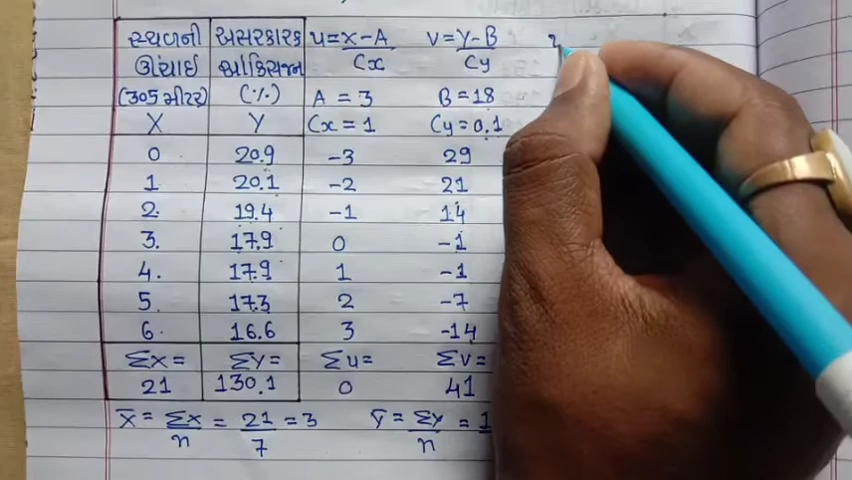 સ્થળની અસરકારક u=x-A/Cx v=y-B/Cy
ઊંચાઈ ઓક્સિજન
(305 મીટર) (%) A = 3 B = 18
X Y Cx = 1 Cy = 0.1
0 20.9 -3 29
1 20.1 -2 21
2. 19.4 -1 14
3. 17.9 0 -1
4. 17.9 1 -1
5. 17.3 2 -7
6. 16.6 3 -14
Σx= Σy= Σu= Σv=
21 130.1 0 41
x̄ = Σx/n = 21/7 = 3 ȳ = Σy/n =